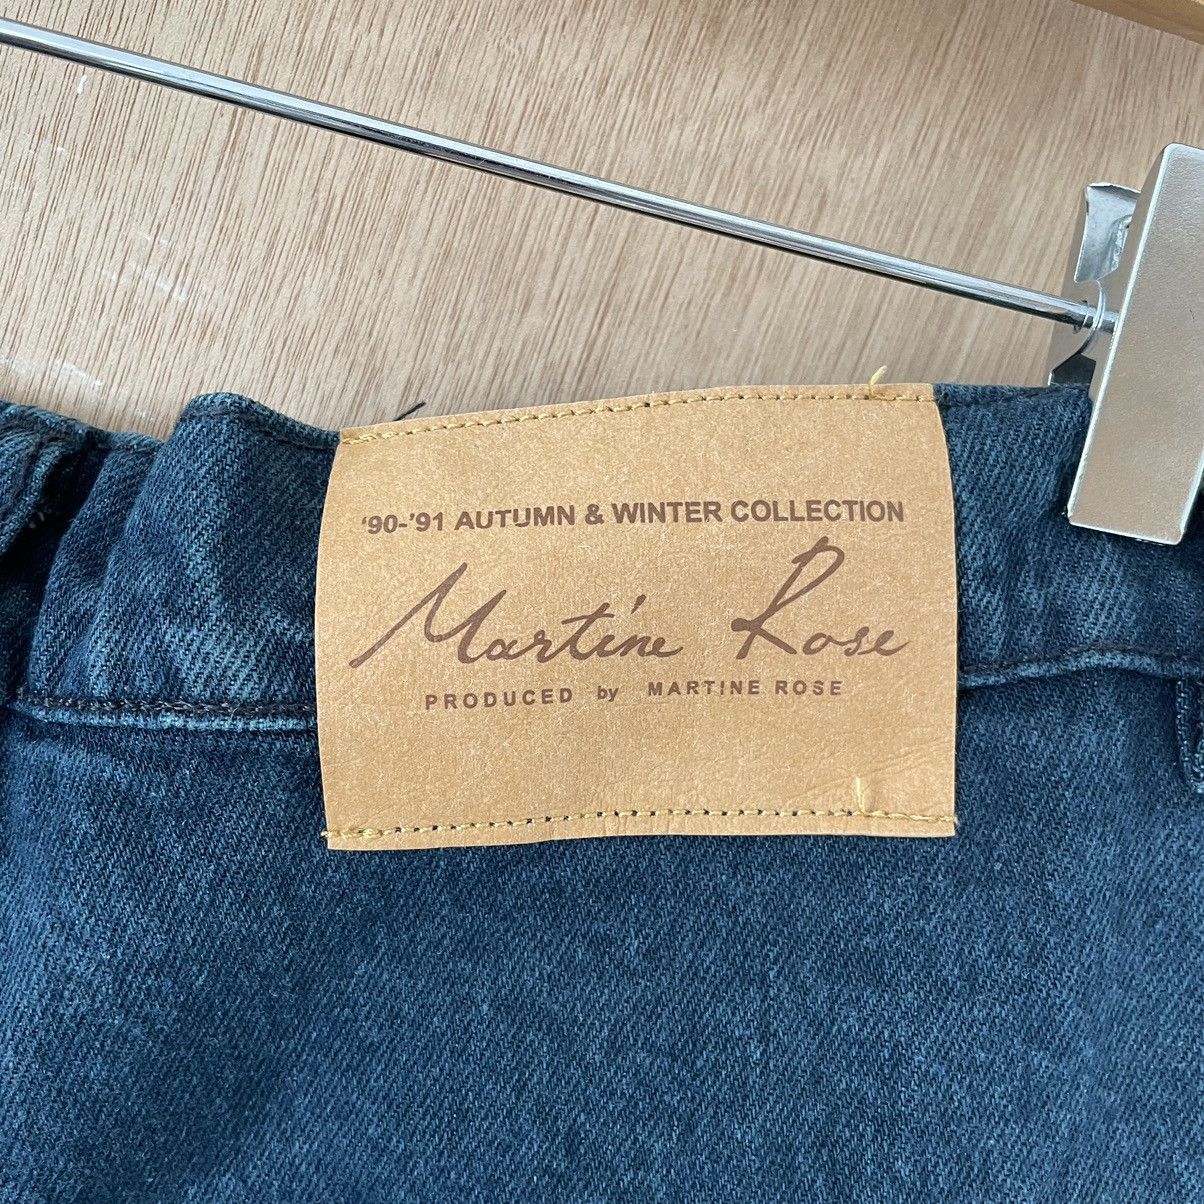 ‘90-’91 AUTUMN & WINTER COLLECTION
Martine Rose
PRODUCED by MARTINE ROSE